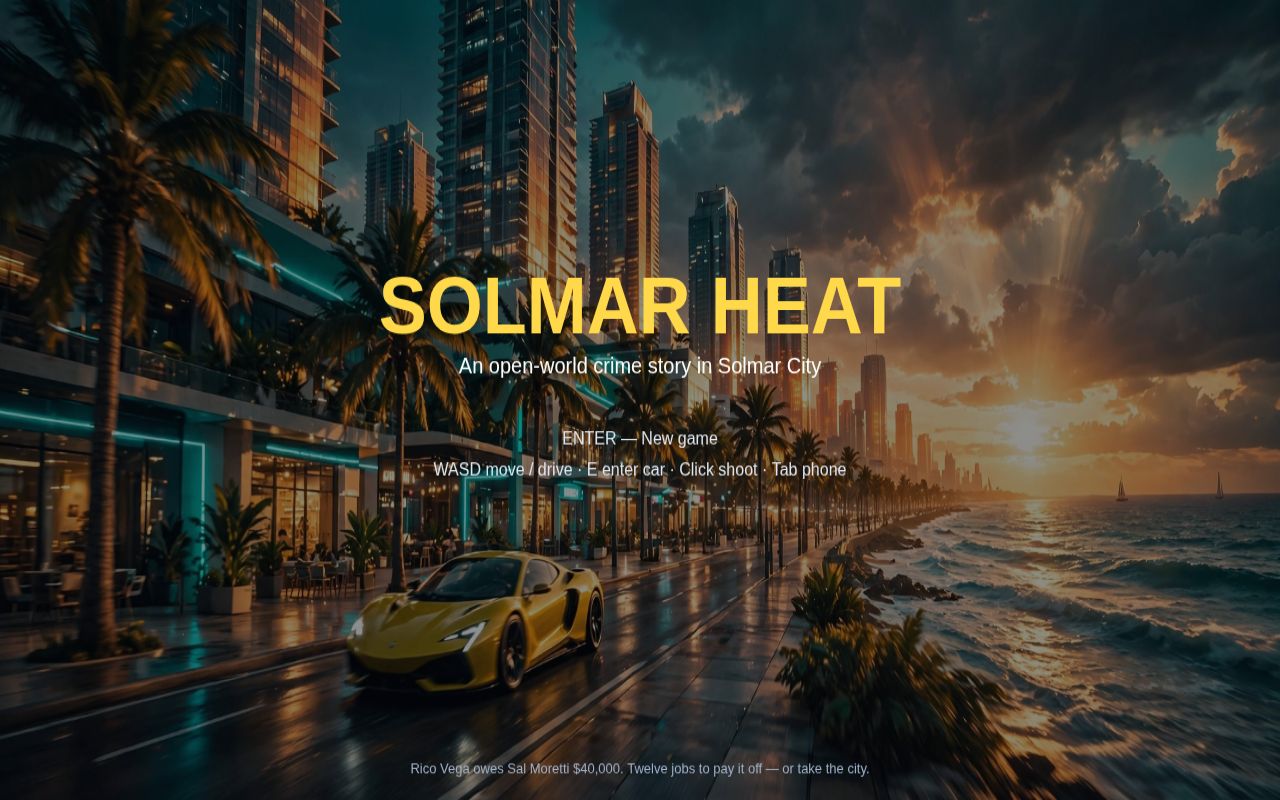 SOLMAR HEAT
An open-world crime story in Solmar City
ENTER — New game
WASD move / drive · E enter car · Click shoot · Tab phone
Rico Vega owes Sal Moretti $40,000. Twelve jobs to pay it off — or take the city.